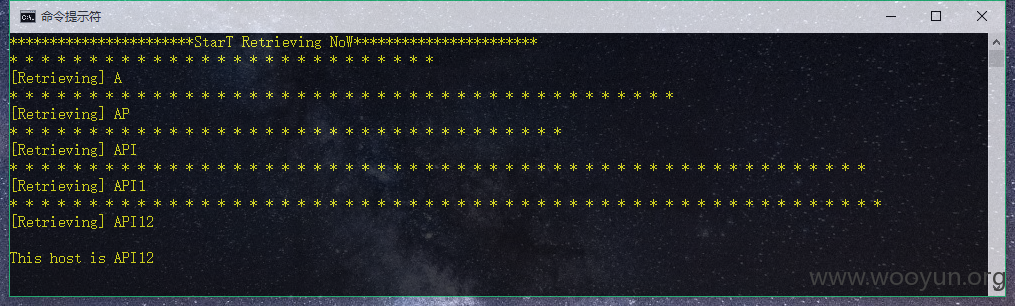 命令提示符
***********************StarT Retrieving NoW***********************
* * * * * * * * * * * * * * * * * * * * * * * * * * *
[Retrieving] A
* * * * * * * * * * * * * * * * * * * * * * * * * * * * * * * * * * * * * * * * * *
[Retrieving] AP
* * * * * * * * * * * * * * * * * * * * * * * * * * * * * * * * * * *
[Retrieving] API
* * * * * * * * * * * * * * * * * * * * * * * * * * * * * * * * * * * * * * * * * * * * * * * * * * * * * *
[Retrieving] API1
* * * * * * * * * * * * * * * * * * * * * * * * * * * * * * * * * * * * * * * * * * * * * * * * * * * * * * *
[Retrieving] API12
This host is API12
www.wooyun.org